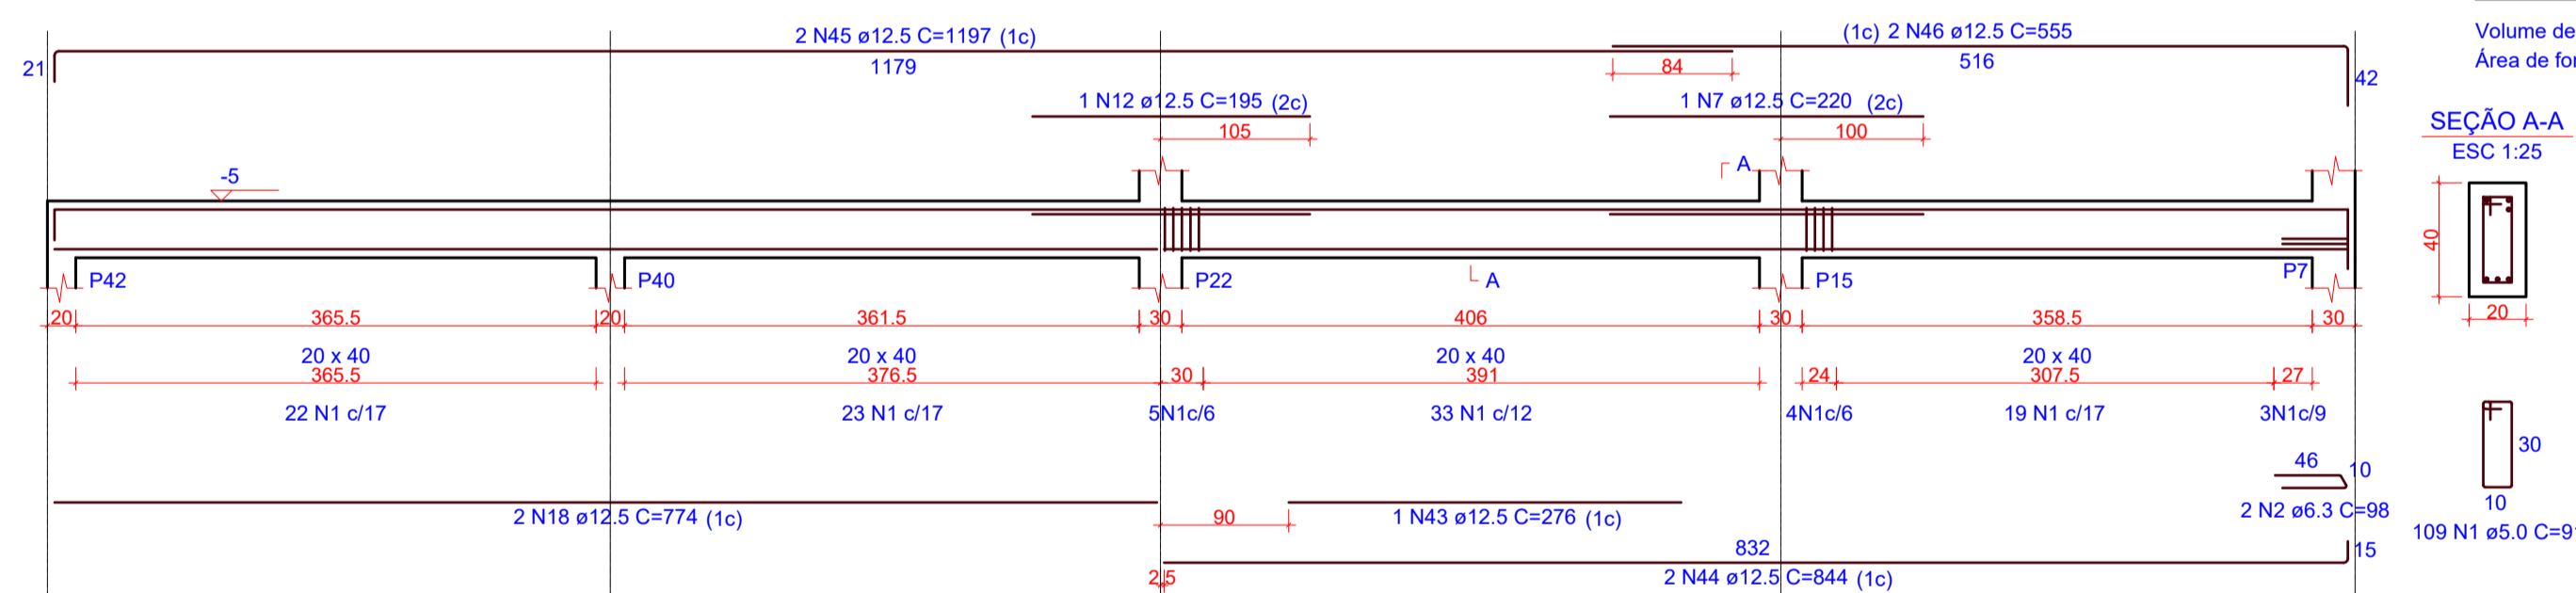 2 N45 ø12.5 C=1197 (1c)
(1c) 2 N46 ø12.5 C=555
Volume de
21
1179
84
516
Área de for
42
1 N12 ø12.5 C=195 (2c)
1 N7 ø12.5 C=220 (2c)
105
100
SEÇÃO A-A
ESC 1:25
-5
A
40
P42
P40
P22
A
P15
P7
20
365.5
20
361.5
30
406
30
358.5
30
20
20 x 40
20 x 40
20 x 40
20 x 40
365.5
376.5
30
391
24
307.5
27
22 N1 c/17
23 N1 c/17
5N1c/6
33 N1 c/12
4N1c/6
19 N1 c/17
3N1c/9
30
46
10
10
2 N18 ø12.5 C=774 (1c)
90
1 N43 ø12.5 C=276 (1c)
2 N2 ø6.3 C=98
109 N1 ø5.0 C=9
832
15
2.5
2 N44 ø12.5 C=844 (1c)